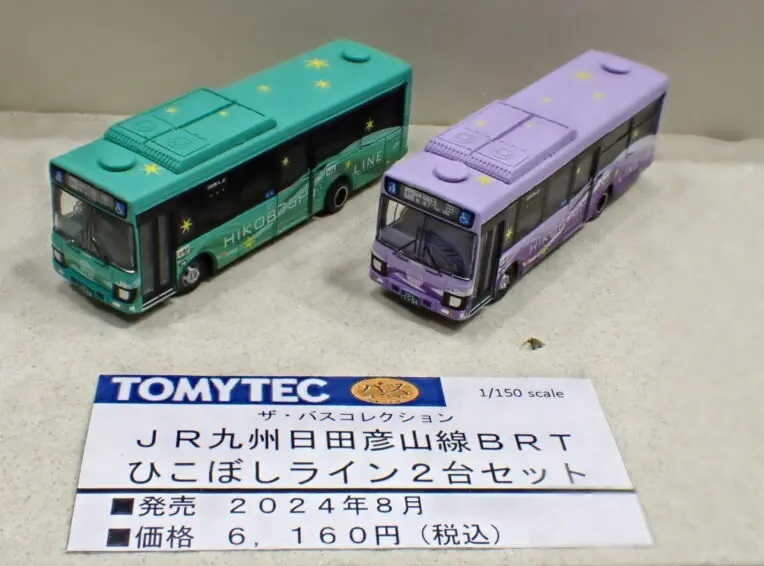 HIKOBOSHI LINE
TOMYTEC バス 1/150 scale
ザ・バスコレクション
JR九州日田彦山線BRT
ひこぼしライン2台セット
■発売 2024年8月
■価格 6,160円(税込)